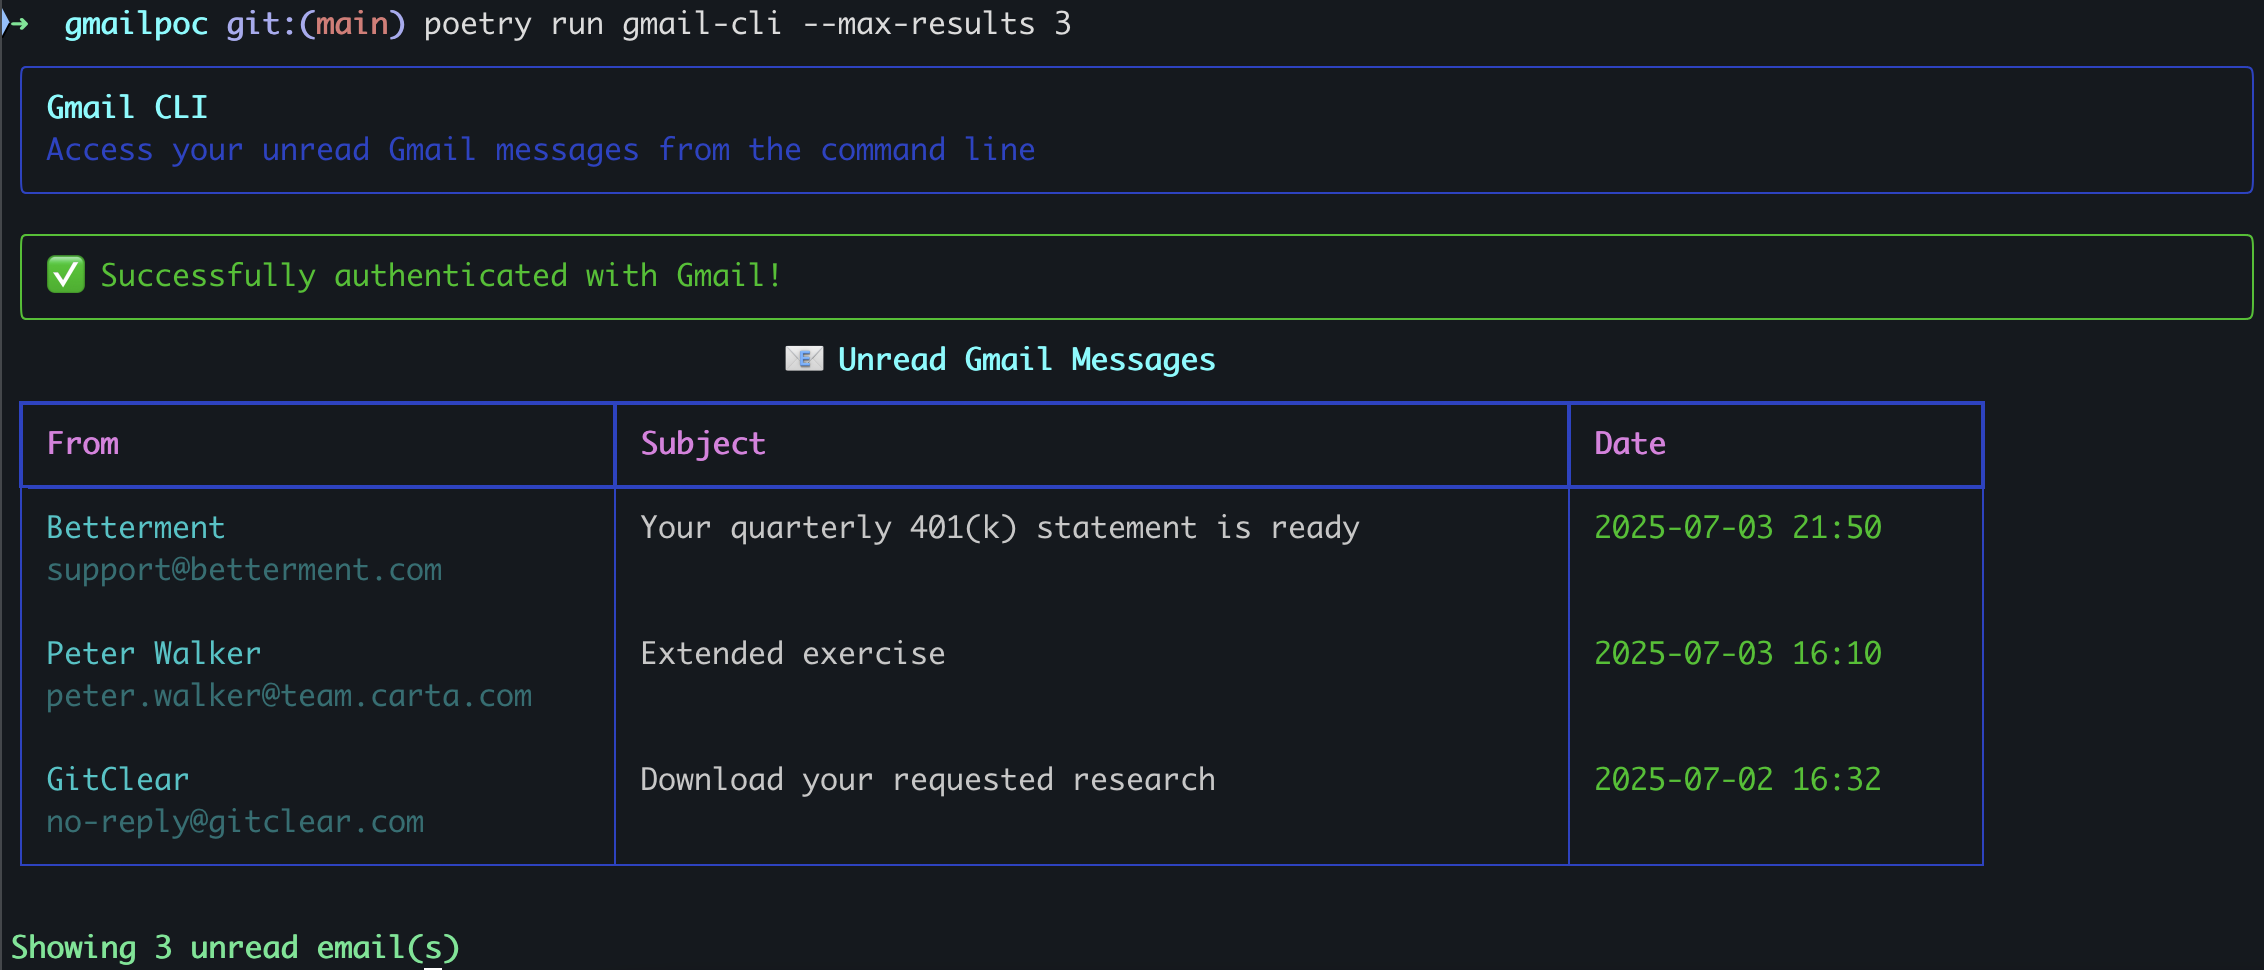 ➜ gmailpoc git:(main) poetry run gmail-cli --max-results 3
Gmail CLI
Access your unread Gmail messages from the command line
✅ Successfully authenticated with Gmail!
📧 Unread Gmail Messages
From Subject Date
Betterment Your quarterly 401(k) statement is ready 2025-07-03 21:50
support@betterment.com
Peter Walker Extended exercise 2025-07-03 16:10
peter.walker@team.carta.com
GitClear Download your requested research 2025-07-02 16:32
no-reply@gitclear.com
Showing 3 unread email(s)